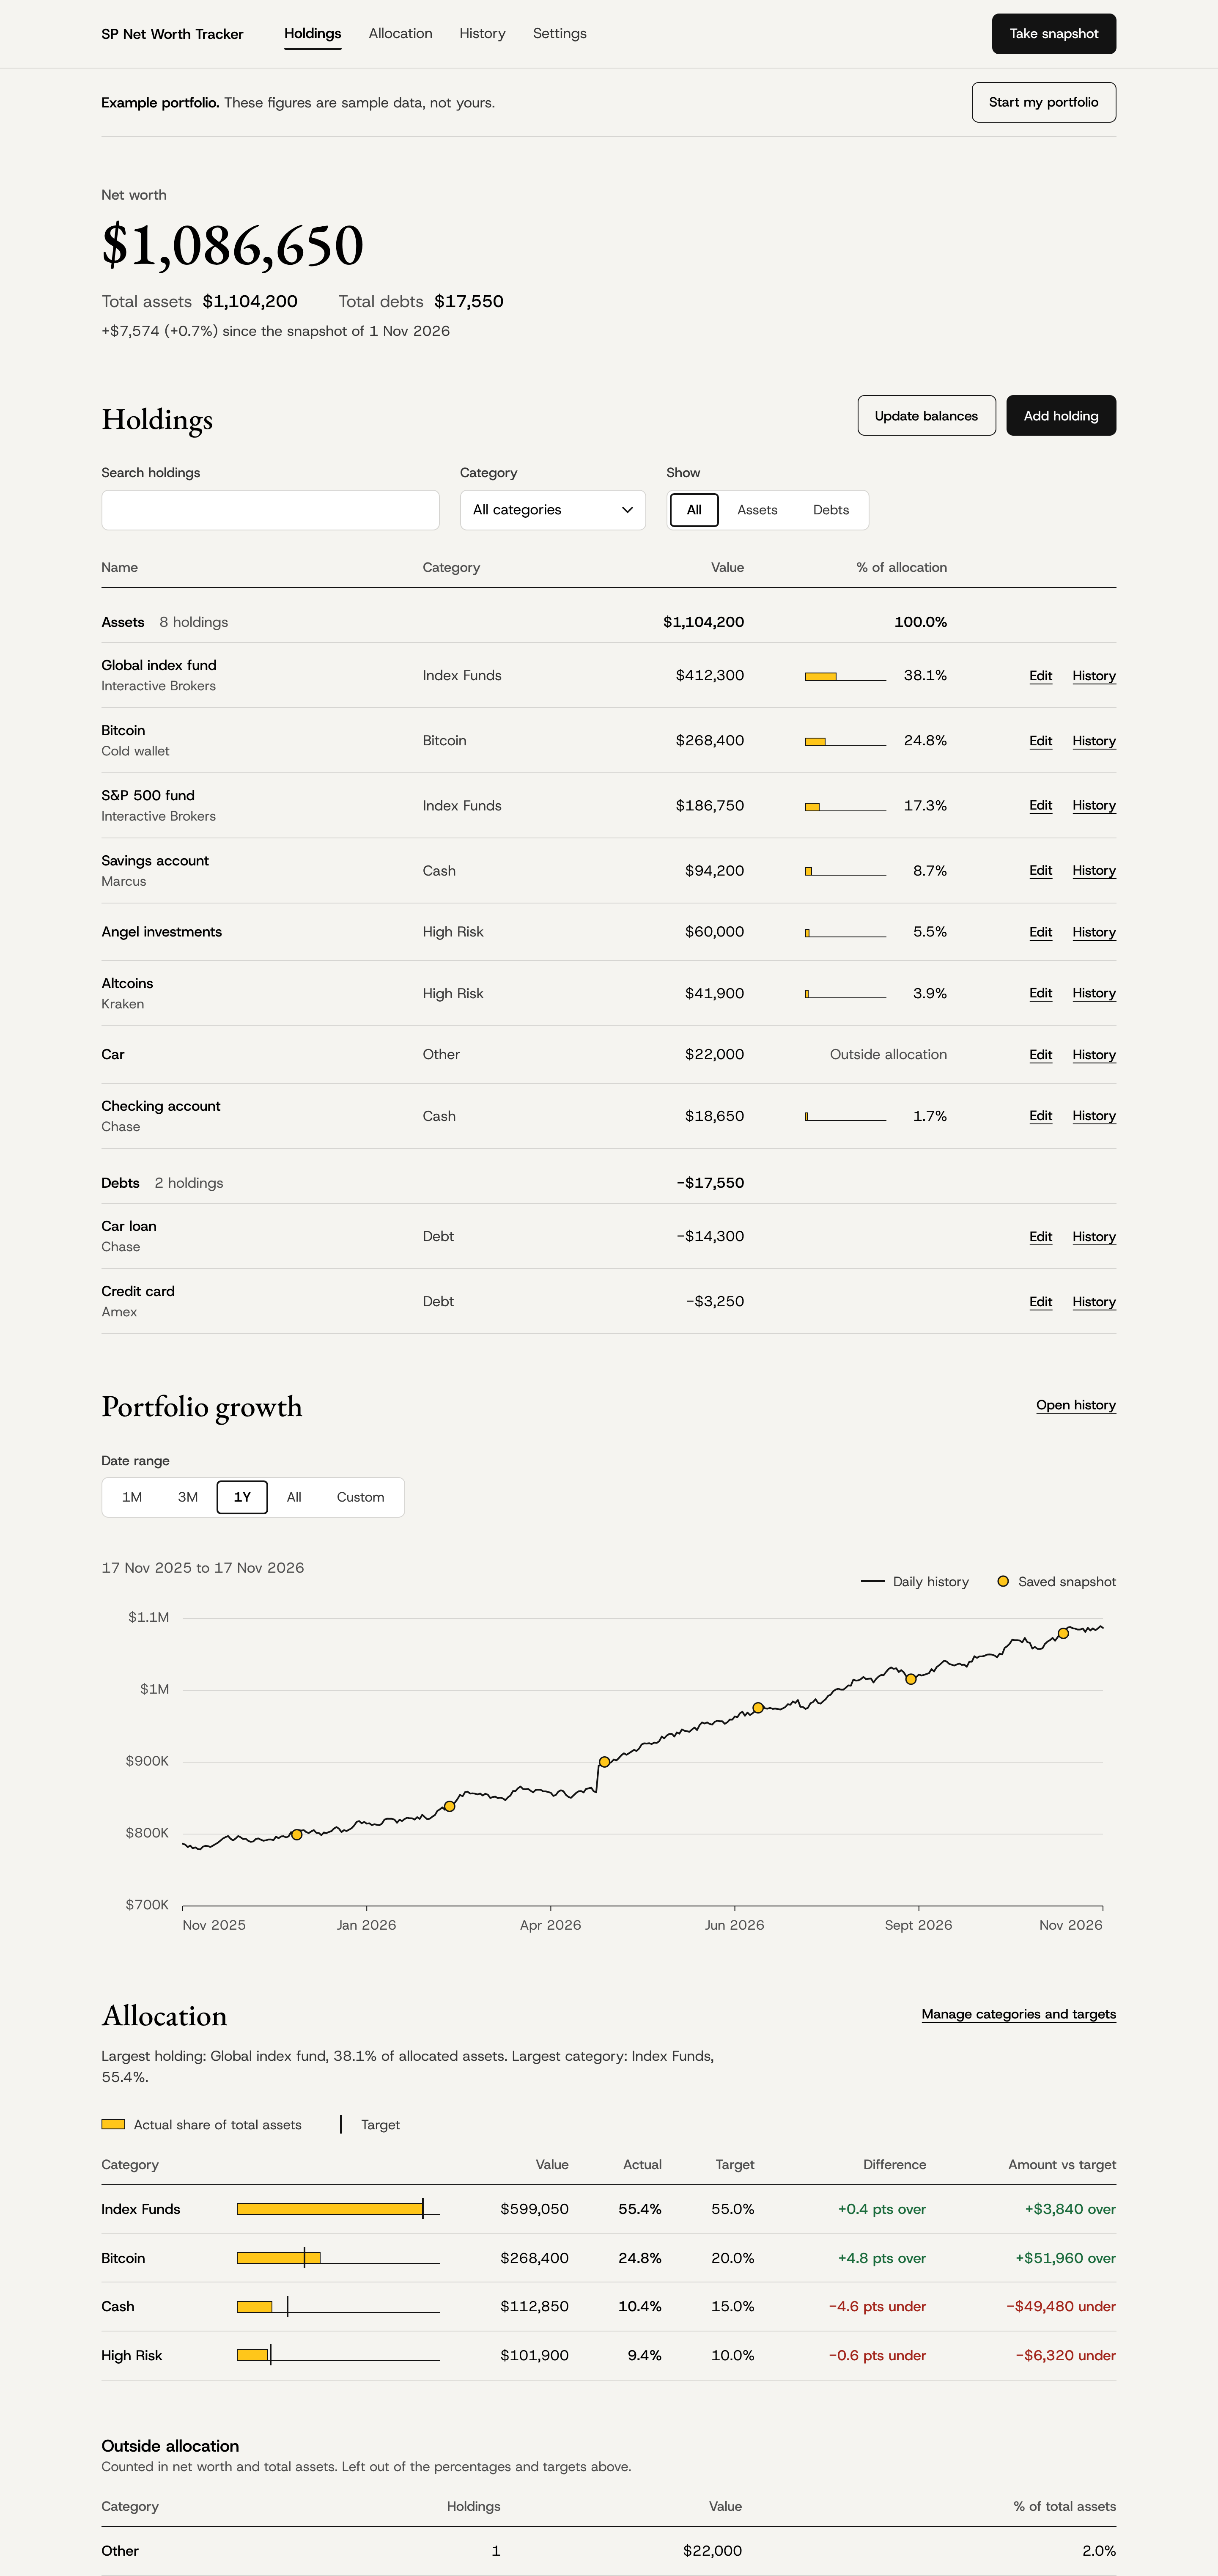 SP Net Worth Tracker Holdings Allocation History Settings Take snapshot
Example portfolio. These figures are sample data, not yours. Start my portfolio
Net worth
$1,086,650
Total assets $1,104,200 Total debts $17,550
+$7,574 (+0.7%) since the snapshot of 1 Nov 2026
Holdings Update balances Add holding
Search holdings Category Show
All categories All Assets Debts
Name Category Value % of allocation
Assets 8 holdings $1,104,200 100.0%
Global index fund
Interactive Brokers
Index Funds $412,300 38.1% Edit History
Bitcoin
Cold wallet
Bitcoin $268,400 24.8% Edit History
S&P 500 fund
Interactive Brokers
Index Funds $186,750 17.3% Edit History
Savings account
Marcus
Cash $94,200 8.7% Edit History
Angel investments High Risk $60,000 5.5% Edit History
Altcoins
Kraken
High Risk $41,900 3.9% Edit History
Car Other $22,000 Outside allocation Edit History
Checking account
Chase
Cash $18,650 1.7% Edit History
Debts 2 holdings −$17,550
Car loan
Chase
Debt −$14,300 Edit History
Credit card
Amex
Debt −$3,250 Edit History
Portfolio growth Open history
Date range
1M 3M 1Y All Custom
17 Nov 2025 to 17 Nov 2026
Daily history Saved snapshot
$1.1M
$1M
$900K
$800K
$700K
Nov 2025 Jan 2026 Apr 2026 Jun 2026 Sept 2026 Nov 2026
Allocation Manage categories and targets
Largest holding: Global index fund, 38.1% of allocated assets. Largest category: Index Funds,
55.4%.
Actual share of total assets Target
Category Value Actual Target Difference Amount vs target
Index Funds $599,050 55.4% 55.0% +0.4 pts over +$3,840 over
Bitcoin $268,400 24.8% 20.0% +4.8 pts over +$51,960 over
Cash $112,850 10.4% 15.0% −4.6 pts under −$49,480 under
High Risk $101,900 9.4% 10.0% −0.6 pts under −$6,320 under
Outside allocation
Counted in net worth and total assets. Left out of the percentages and targets above.
Category Holdings Value % of total assets
Other 1 $22,000 2.0%